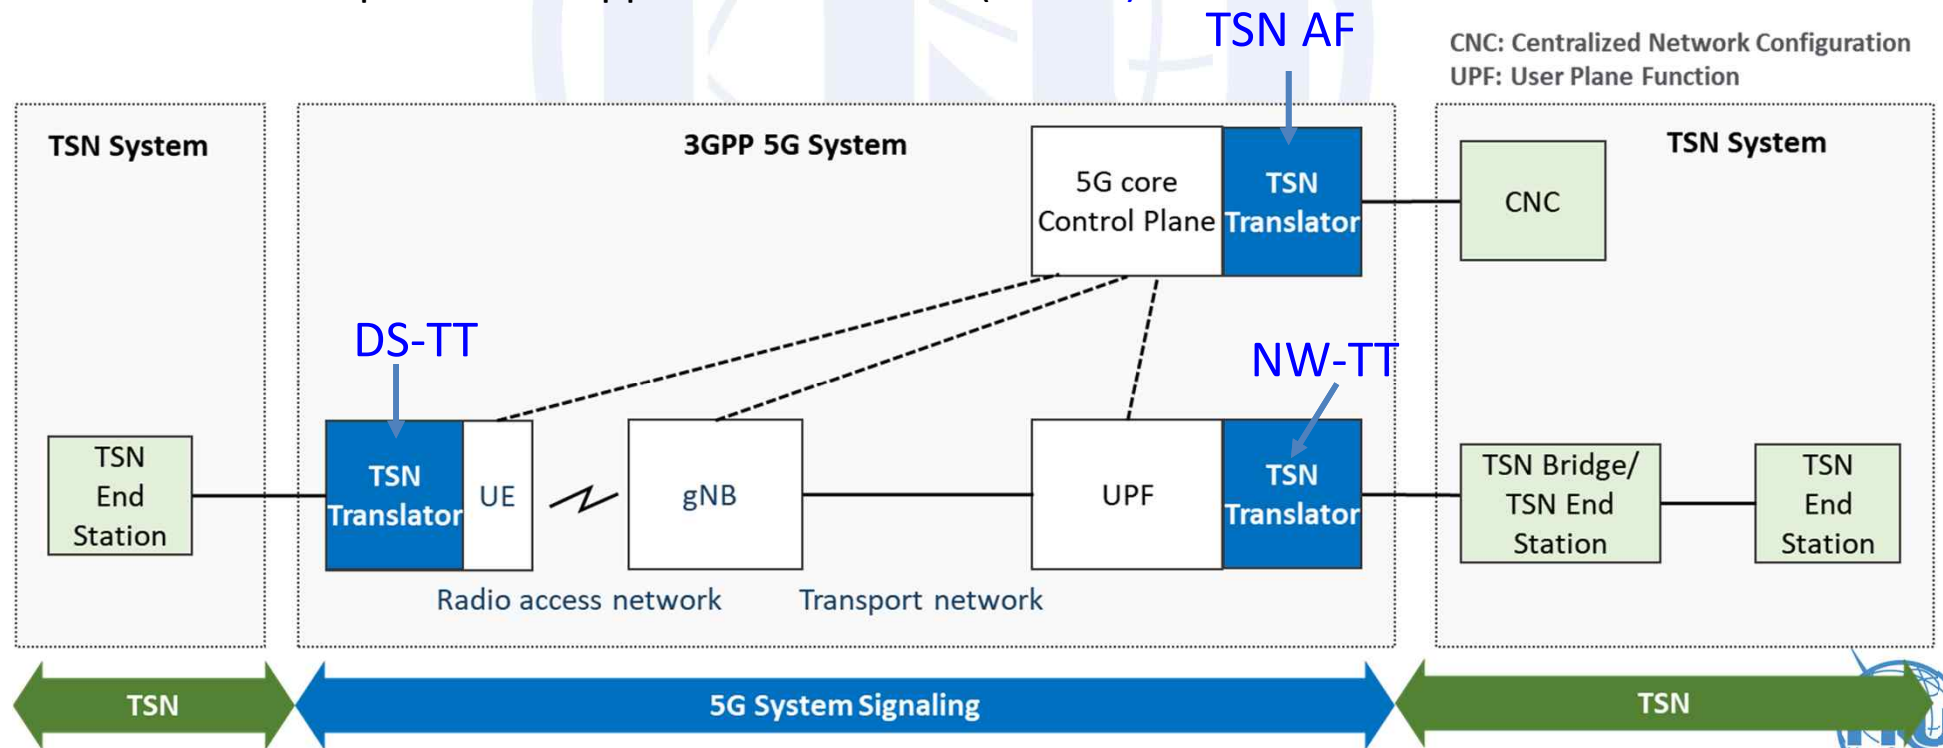 TSN AF
CNC: Centralized Network Configuration
UPF: User Plane Function
TSN System
3GPP 5G System
TSN System
5G core
Control Plane
TSN
Translator
CNC
DS-TT
NW-TT
TSN
End
Station
TSN
Translator
UE
gNB
UPF
TSN
Translator
TSN Bridge/
TSN End
Station
TSN
End
Station
Radio access network
Transport network
TSN
5G System Signaling
TSN